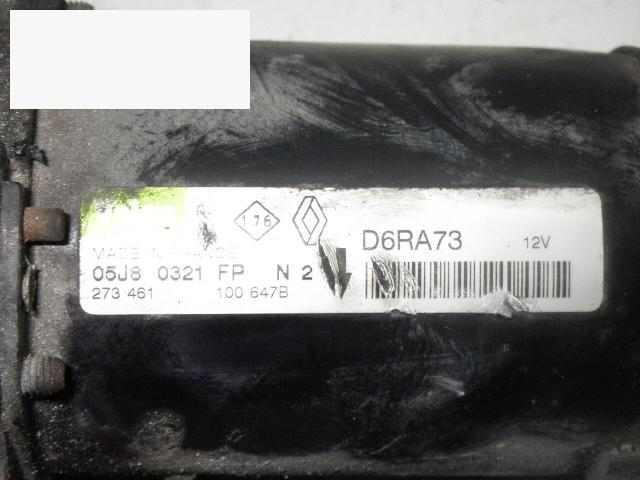 176
D6RA73 12V
MADE IN FRANCE
05J8 0321 FP N 2
273 461 100 647B